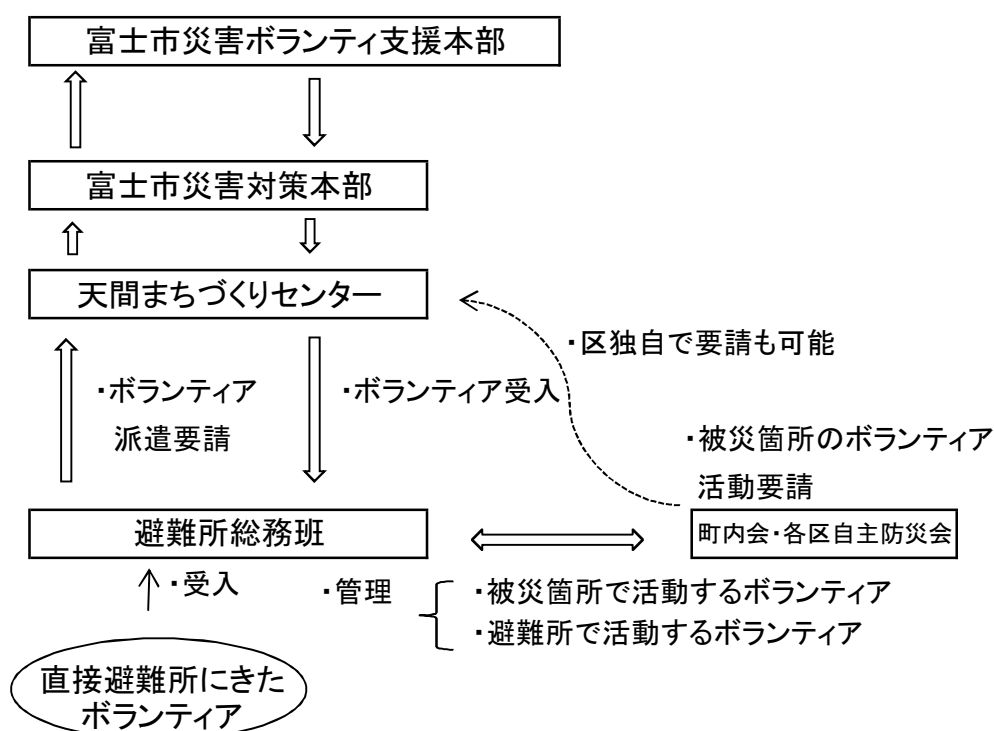 富士市災害ボランティ支援本部
富士市災害対策本部
天間まちづくりセンター
・区独自で要請も可能
・ボランティア
派遣要請
・ボランティア受入
・被災箇所のボランティア
活動要請
避難所総務班
町内会・各区自主防災会
・受入
・管理
・被災箇所で活動するボランティア
・避難所で活動するボランティア
直接避難所にきた
ボランティア